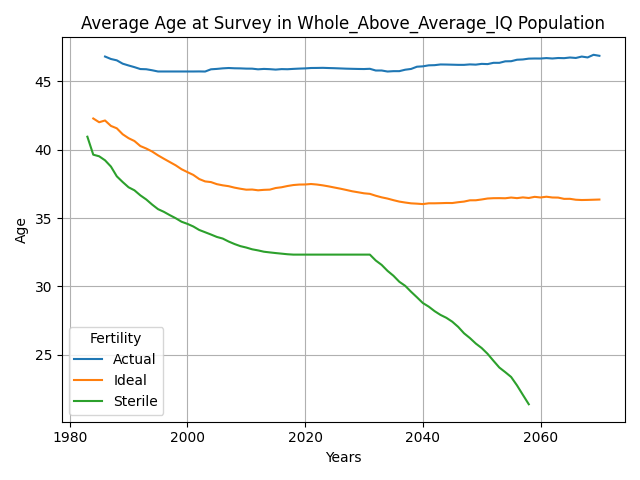 Average Age at Survey in Whole_Above_Average_IQ Population
Age
45
40
35
30
25
Fertility
Actual
Ideal
Sterile
1980
2000
2020
2040
2060
Years